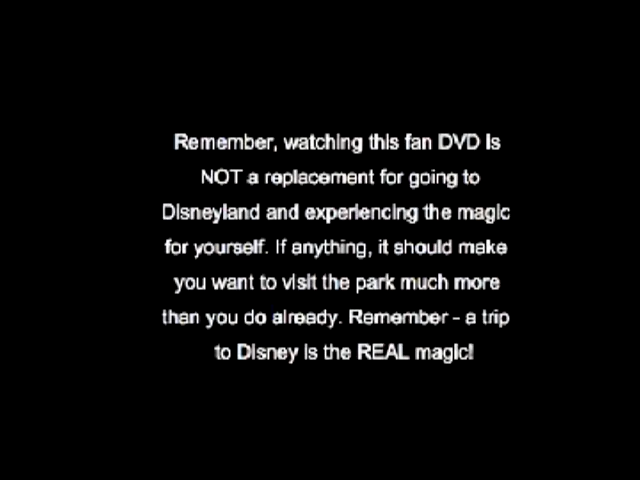 Remember, watching this fan DVD is
NOT a replacement for going to
Disneyland and experiencing the magic
for yourself. If anything, it should make
you want to visit the park much more
than you do already. Remember - a trip
to Disney is the REAL magic!